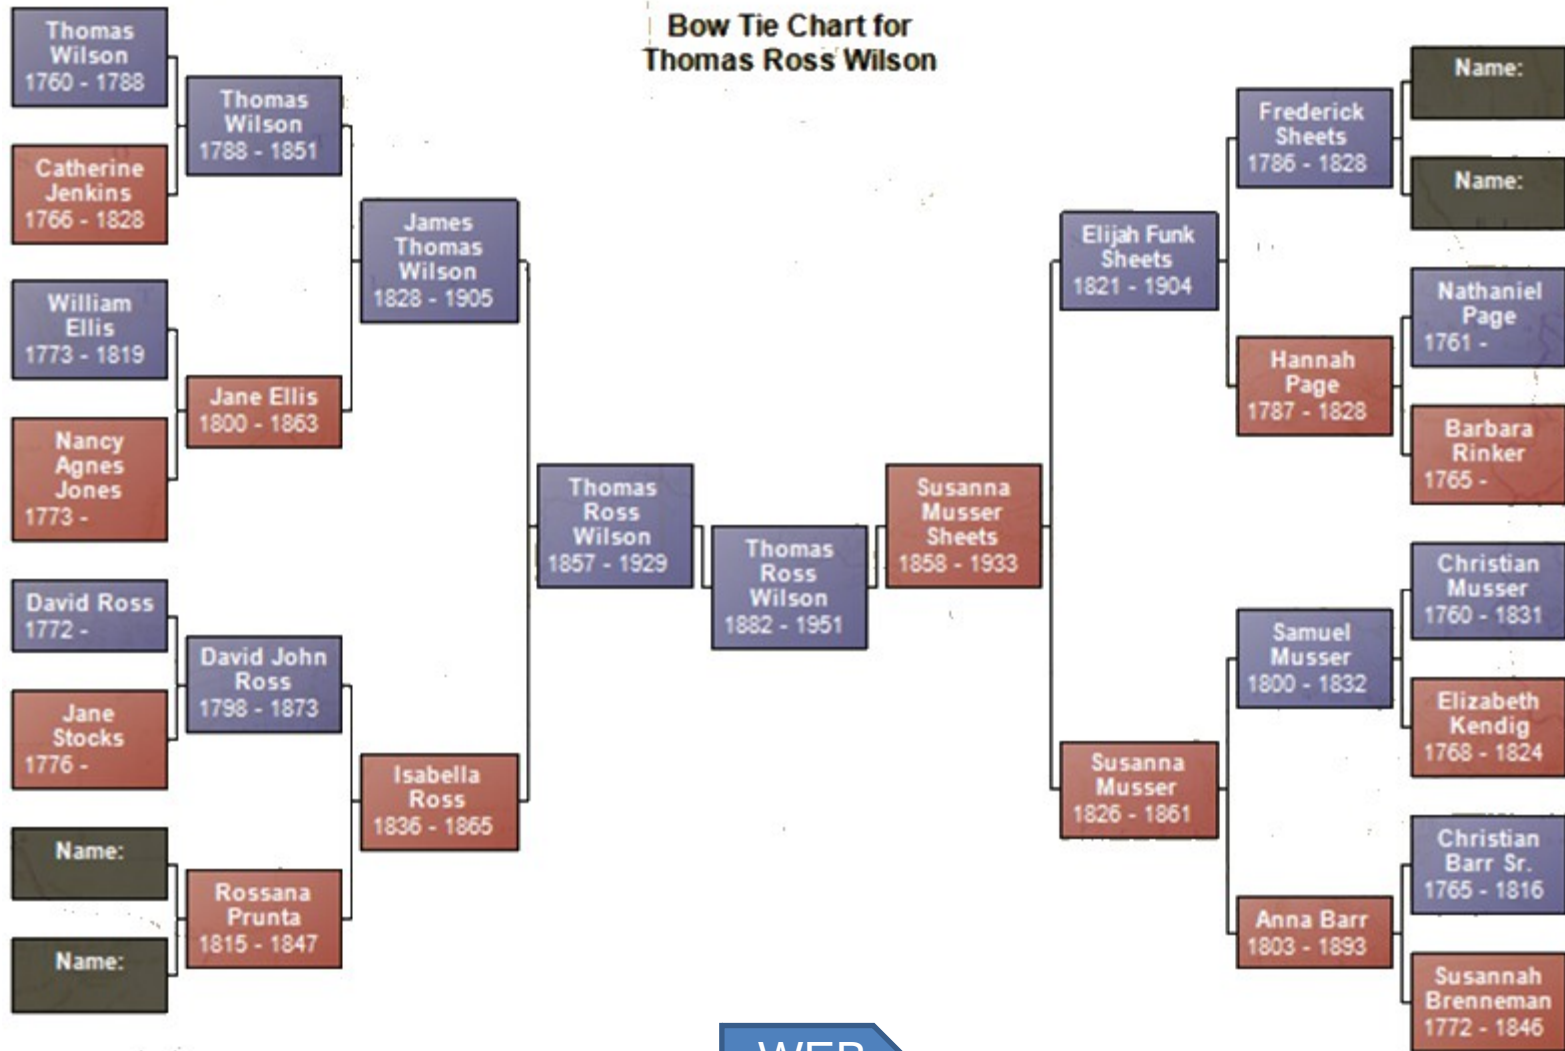 Bow Tie Chart for
Thomas Ross Wilson
Thomas
Wilson
1760 - 1788
Catherine
Jenkins
1766 - 1828
William
Ellis
1773 - 1819
Nancy
Agnes
Jones
1773 -
David Ross
1772 -
Jane
Stocks
1776 -
Name:
Name:
Thomas
Wilson
1788 - 1851
Jane Ellis
1800 - 1863
David John
Ross
1798 - 1873
Rossana
Prunta
1815 - 1847
James
Thomas
Wilson
1828 - 1905
Isabella
Ross
1836 - 1865
Thomas
Ross
Wilson
1857 - 1929
Thomas
Ross
Wilson
1882 - 1951
Susanna
Musser
Sheets
1858 - 1933
Elijah Funk
Sheets
1821 - 1904
Susanna
Musser
1826 - 1861
Frederick
Sheets
1786 - 1828
Hannah
Page
1787 - 1828
Samuel
Musser
1800 - 1832
Anna Barr
1803 - 1893
Name:
Name:
Nathaniel
Page
1761 -
Barbara
Rinker
1765 -
Christian
Musser
1760 - 1831
Elizabeth
Kendig
1768 - 1824
Christian
Barr Sr.
1765 - 1816
Susannah
Brenneman
1772 - 1846
WEB